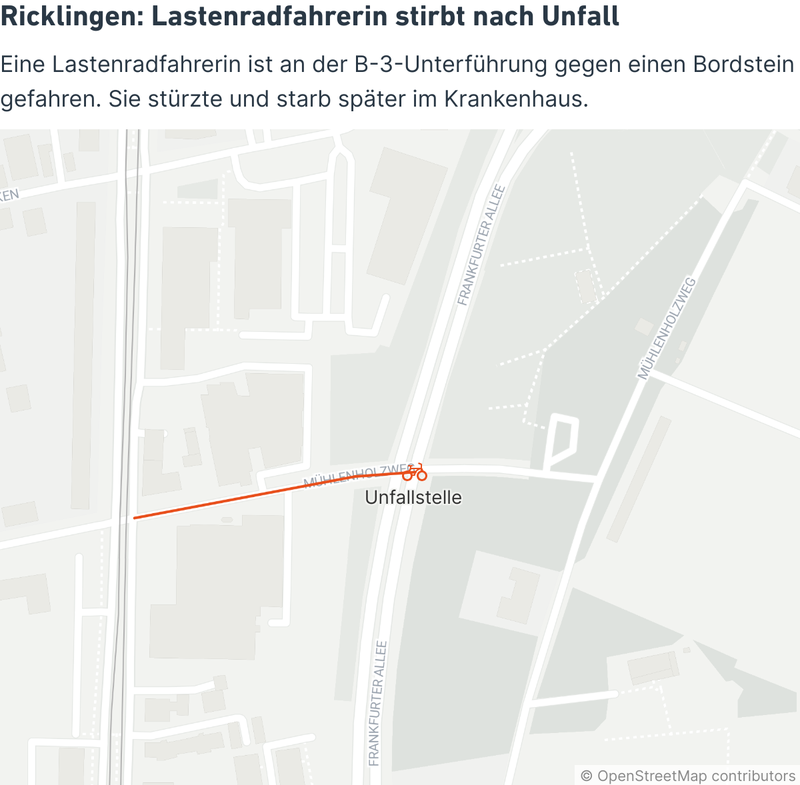 Ricklingen: Lastenradfahrerin stirbt nach Unfall
Eine Lastenradfahrerin ist an der B-3-Unterführung gegen einen Bordstein
gefahren. Sie stürzte und starb später im Krankenhaus.
KEN
FRANKFURTER ALLEE
MÜHLENHOLZWEG
MÜHLENHOLZWEG
Unfallstelle
FRANKFURTER ALLEE
© OpenStreetMap contributors